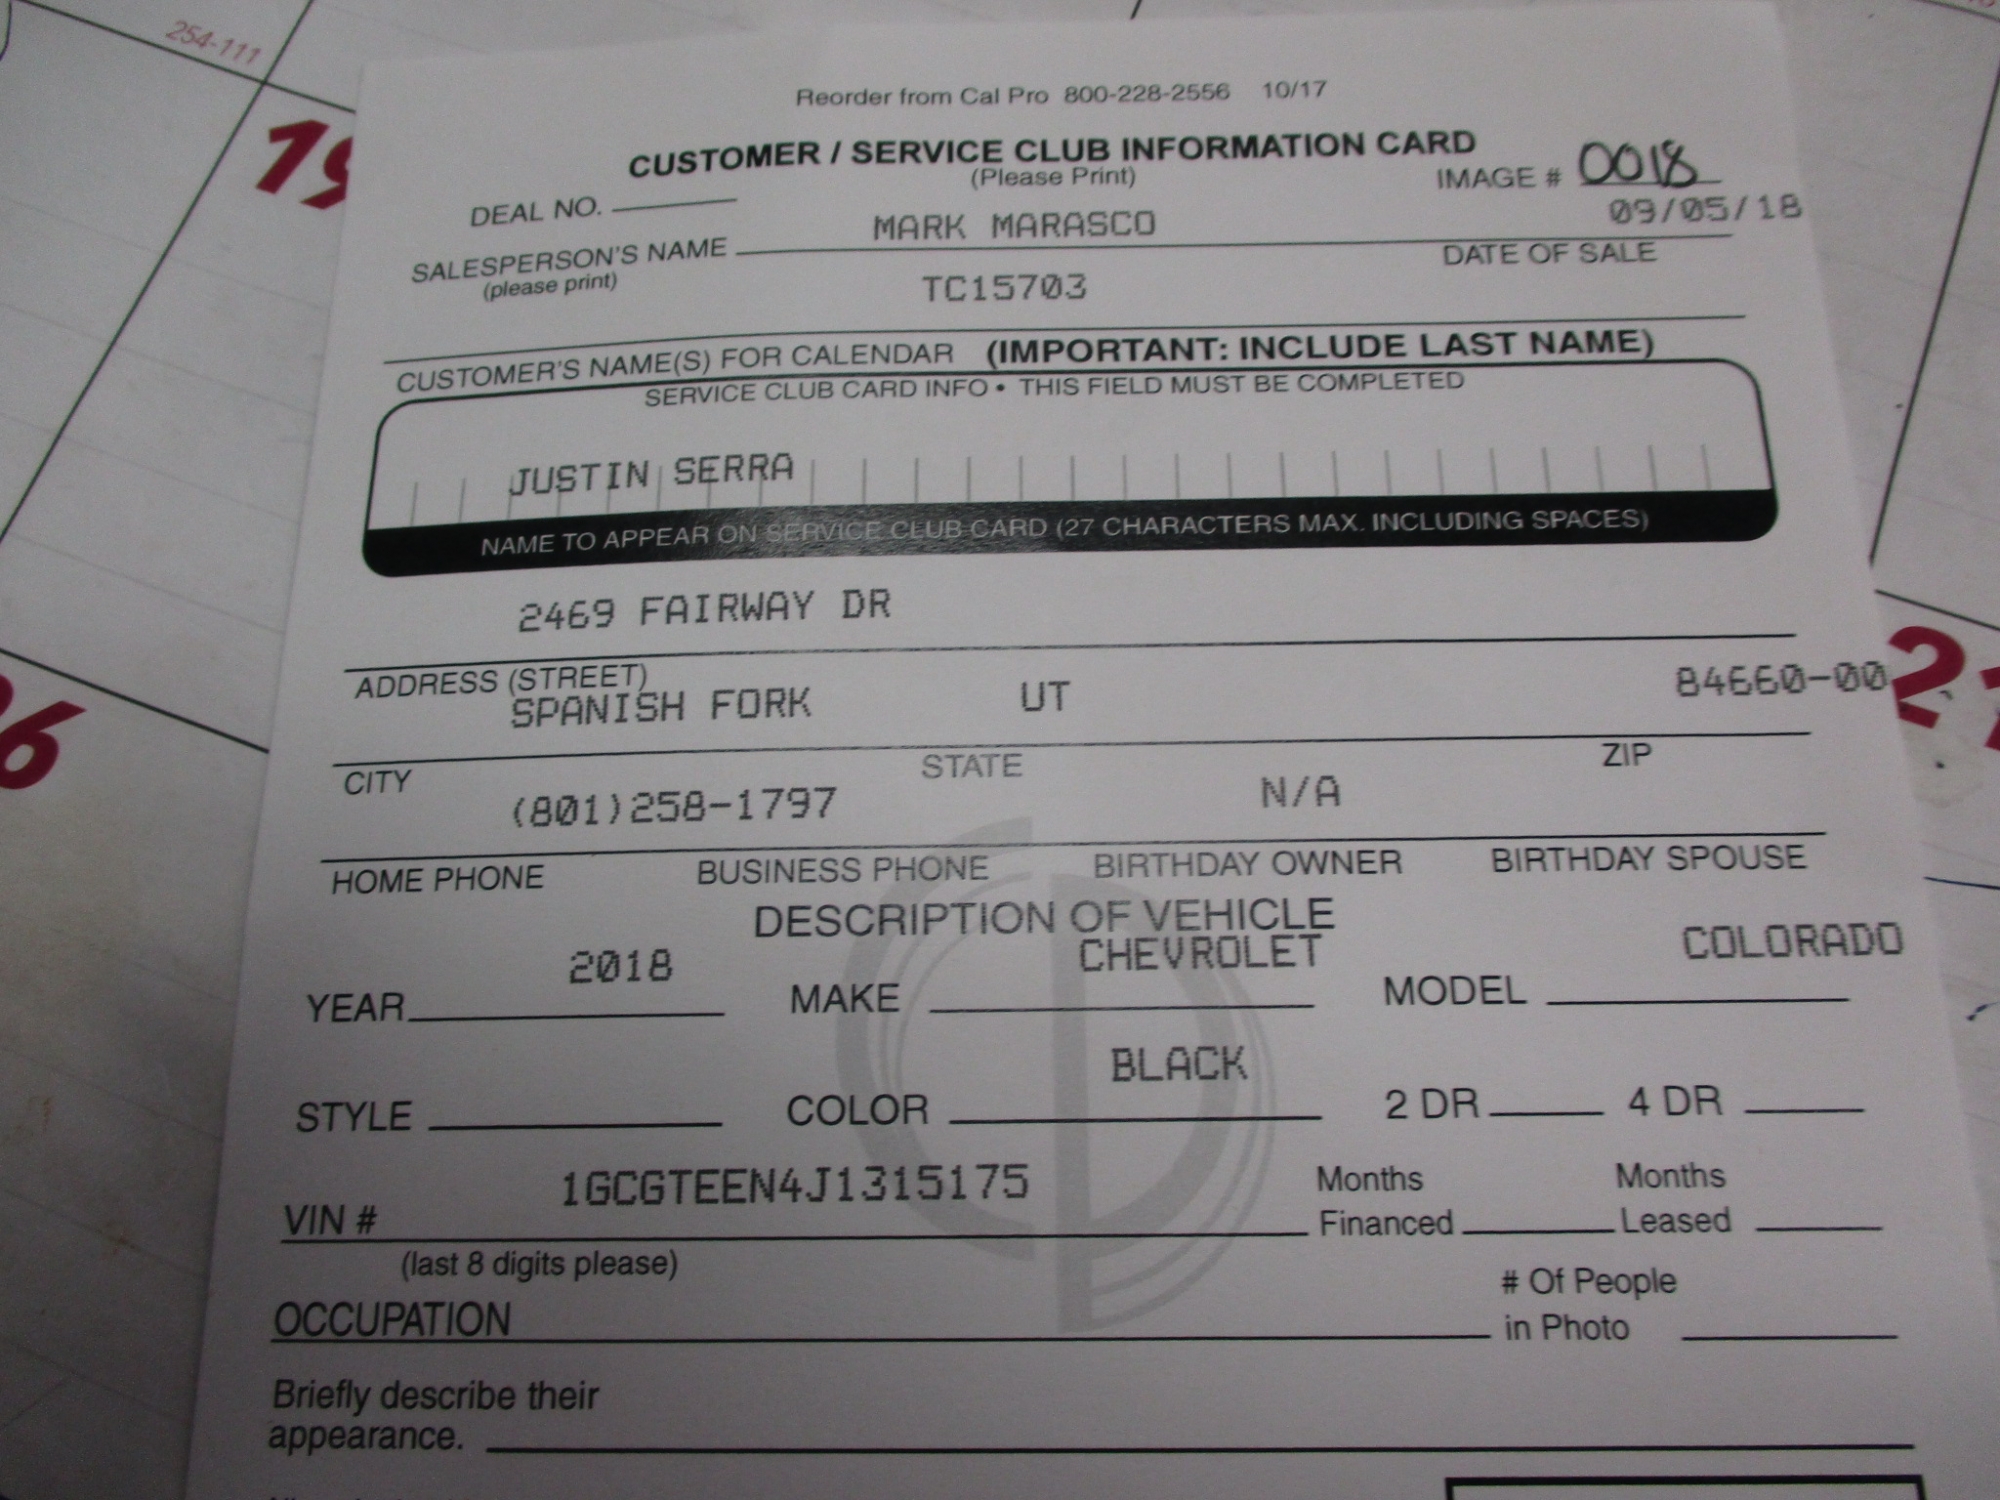 254-111
19
Reorder from Cal Pro 800-228-2556 10/17
CUSTOMER / SERVICE CLUB INFORMATION CARD
(Please Print)
IMAGE # 0018
DEAL NO.
MARK MARASCO
09/05/18
SALESPERSON'S NAME
(please print)
DATE OF SALE
TC15703
CUSTOMER'S NAME(S) FOR CALENDAR (IMPORTANT: INCLUDE LAST NAME)
SERVICE CLUB CARD INFO • THIS FIELD MUST BE COMPLETED
JUSTIN SERRA
NAME TO APPEAR ON SERVICE CLUB CARD (27 CHARACTERS MAX. INCLUDING SPACES)
2469 FAIRWAY DR
ADDRESS (STREET)
SPANISH FORK UT 84660-00
21
26
CITY STATE ZIP
(801)258-1797 N/A
HOME PHONE BUSINESS PHONE BIRTHDAY OWNER BIRTHDAY SPOUSE
DESCRIPTION OF VEHICLE
2018 CHEVROLET COLORADO
YEAR MAKE MODEL
BLACK
STYLE COLOR 2 DR 4 DR
1GCGTEEN4J1315175
VIN #
(last 8 digits please)
Months Financed
Months Leased
OCCUPATION
# Of People
in Photo
Briefly describe their
appearance.